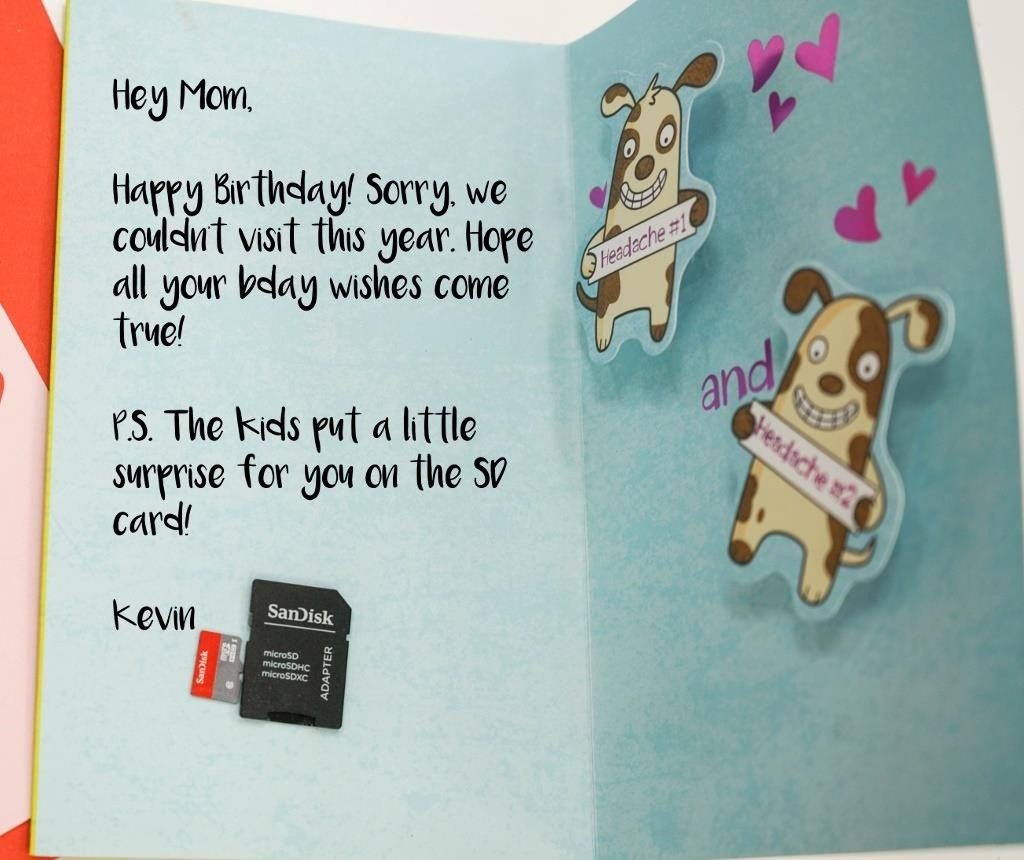 Hey Mom,
Happy Birthday! Sorry, we
couldn't visit this year. Hope
all your bday wishes come
true!
P.S. The kids put a little
surprise for you on the SD
card!
Kevin
SanDisk
microSD
microSDHC
microSDXC
ADAPTER
SanDisk
Headache #1
and
Headache #2